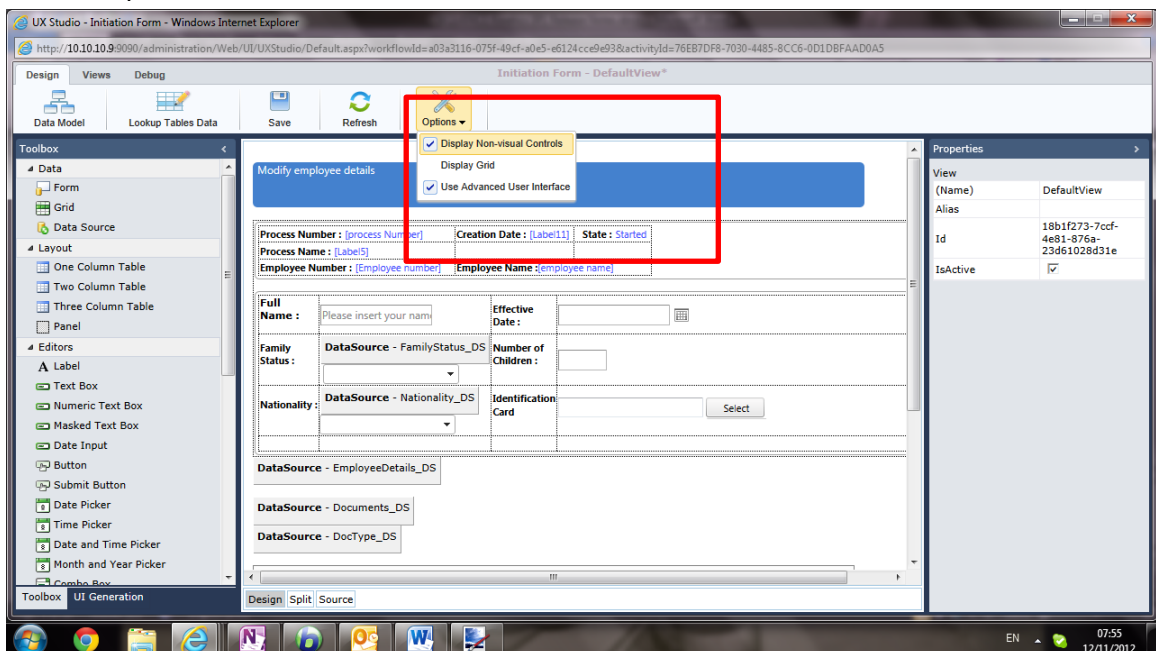 UX Studio - Initiation Form - Windows Internet Explorer
http://10.10.10.9:9090/administration/Web/UI/UXStudio/Default.aspx?workflowId=a03a3116-075f-49cf-a0e5-e6124cce9e93&activityId=76EB7DF8-7030-4485-8CC6-0D1DBFAAD0A5
Design Views Debug Initiation Form - DefaultView*
Data Model Lookup Tables Data Save Refresh Options
Display Non-visual Controls
Display Grid
Use Advanced User Interface
Toolbox
Data
Form
Grid
Data Source
Layout
One Column Table
Two Column Table
Three Column Table
Panel
Editors
Label
Text Box
Numeric Text Box
Masked Text Box
Date Input
Button
Submit Button
Date Picker
Time Picker
Date and Time Picker
Month and Year Picker
Combo Box
Toolbox UI Generation
Modify employee details
Process Number : [process Number] Creation Date : [Label11] State : Started
Process Name : [Label5]
Employee Number : [Employee number] Employee Name :[employee name]
Full Name : Please insert your nam Effective Date :
Family Status : DataSource - FamilyStatus_DS Number of Children :
Nationality : DataSource - Nationality_DS Identification Card Select
DataSource - EmployeeDetails_DS
DataSource - Documents_DS
DataSource - DocType_DS
Design Split Source
Properties
View
(Name) DefaultView
Alias
Id 18b1f273-7ccf-4e81-876a-23d61028d31e
IsActive
EN 07:55
12/11/2012